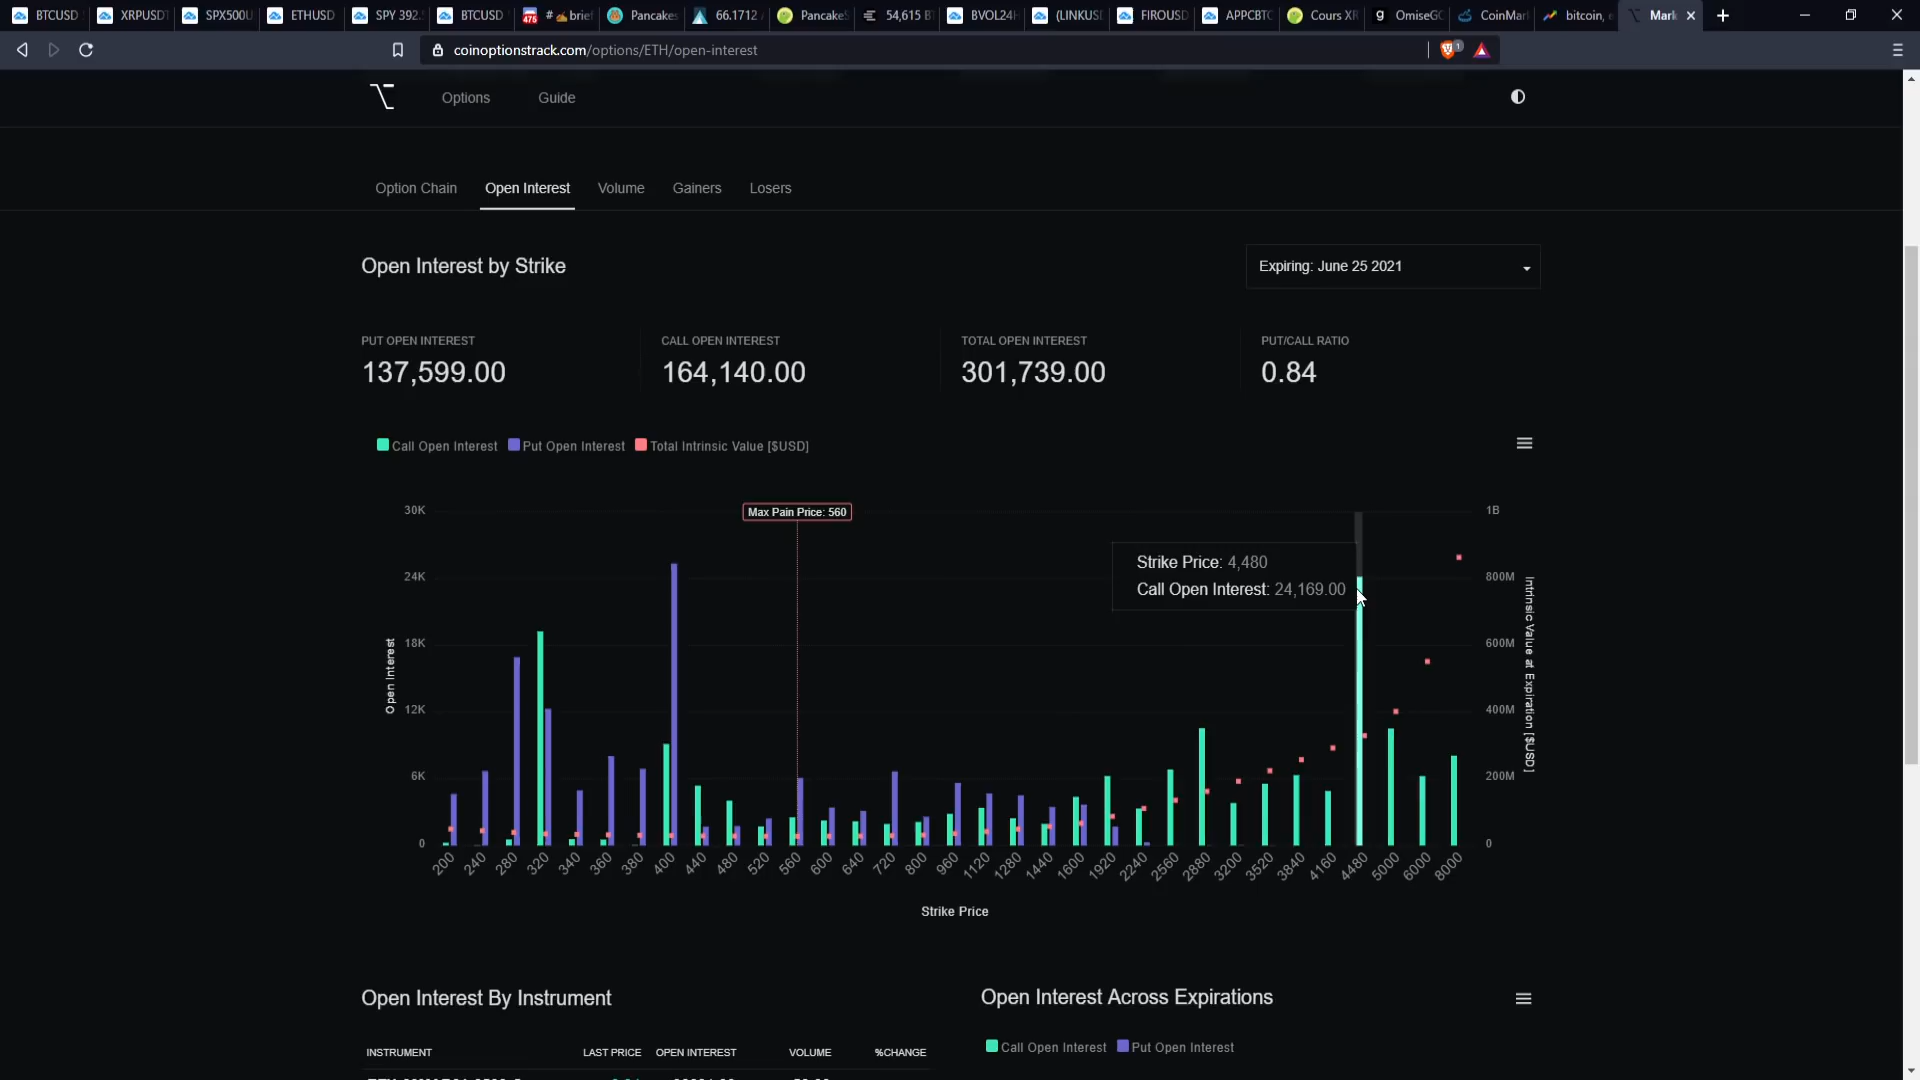 BTCUSD
XRPUSDT
SPX500U
ETHUSD
SPY 392.
BTCUSD
475
#
brie
Pancake
66.1712
PancakeS
54,615 B
BVOL24H
(LINKUS
FIROUSD
APPCBTC
Cours XR
OmiseGO
CoinMar
bitcoin,
Mark
coinoptionstrack.com/options/ETH/open-interest
1
Options
Guide
Option Chain
Open Interest
Volume
Gainers
Losers
Open Interest by Strike
Expiring: June 25 2021
PUT OPEN INTEREST
CALL OPEN INTEREST
TOTAL OPEN INTEREST
PUT/CALL RATIO
137,599.00
164,140.00
301,739.00
0.84
Call Open Interest
Put Open Interest
Total Intrinsic Value [$USD]
30K
24K
18K
12K
6K
0
Open Interest
Max Pain Price: 560
Strike Price: 4,480
Call Open Interest: 24,169.00
1B
800M
600M
400M
200M
0
Intrinsic Value at Expiration [$USD]
200
240
280
320
340
360
380
400
440
480
520
560
600
640
720
800
960
1120
1280
1440
1600
1920
2240
2560
2880
3200
3520
3840
4160
4480
5000
6000
8000
Strike Price
Open Interest By Instrument
Open Interest Across Expirations
INSTRUMENT
LAST PRICE
OPEN INTEREST
VOLUME
%CHANGE
Call Open Interest
Put Open Interest